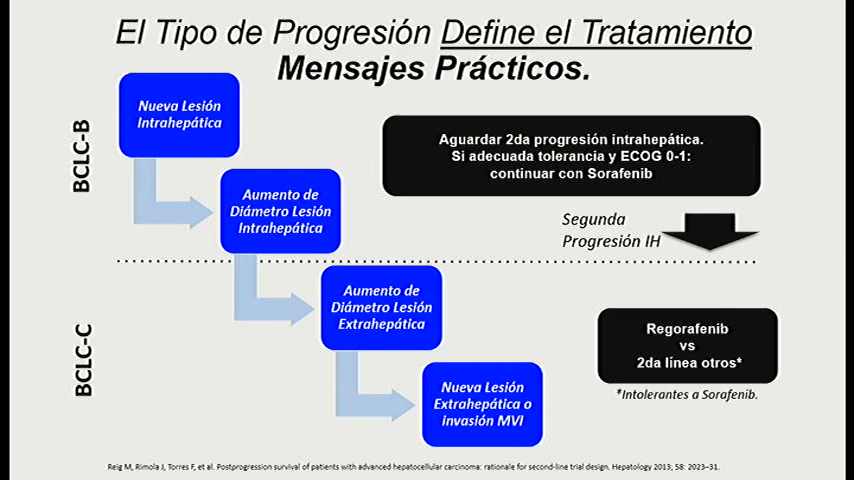 El Tipo de Progresión Define el Tratamiento
Mensajes Prácticos.
BCLC-B
Nueva Lesión
Intrahepática
Aguardar 2da progresión intrahepática.
Si adecuada tolerancia y ECOG 0-1:
continuar con Sorafenib
Aumento de
Diámetro Lesión
Intrahepática
Segunda
Progresión IH
BCLC-C
Aumento de
Diámetro Lesión
Extrahepática
Regorafenib
vs
2da línea otros*
*Intolerantes a Sorafenib.
Nueva Lesión
Extrahepática o
invasión MVI
Reig M, Rimola J, Torres F, et al. Postprogression survival of patients with advanced hepatocellular carcinoma: rationale for second-line trial design. Hepatology 2013; 58: 2023–31.